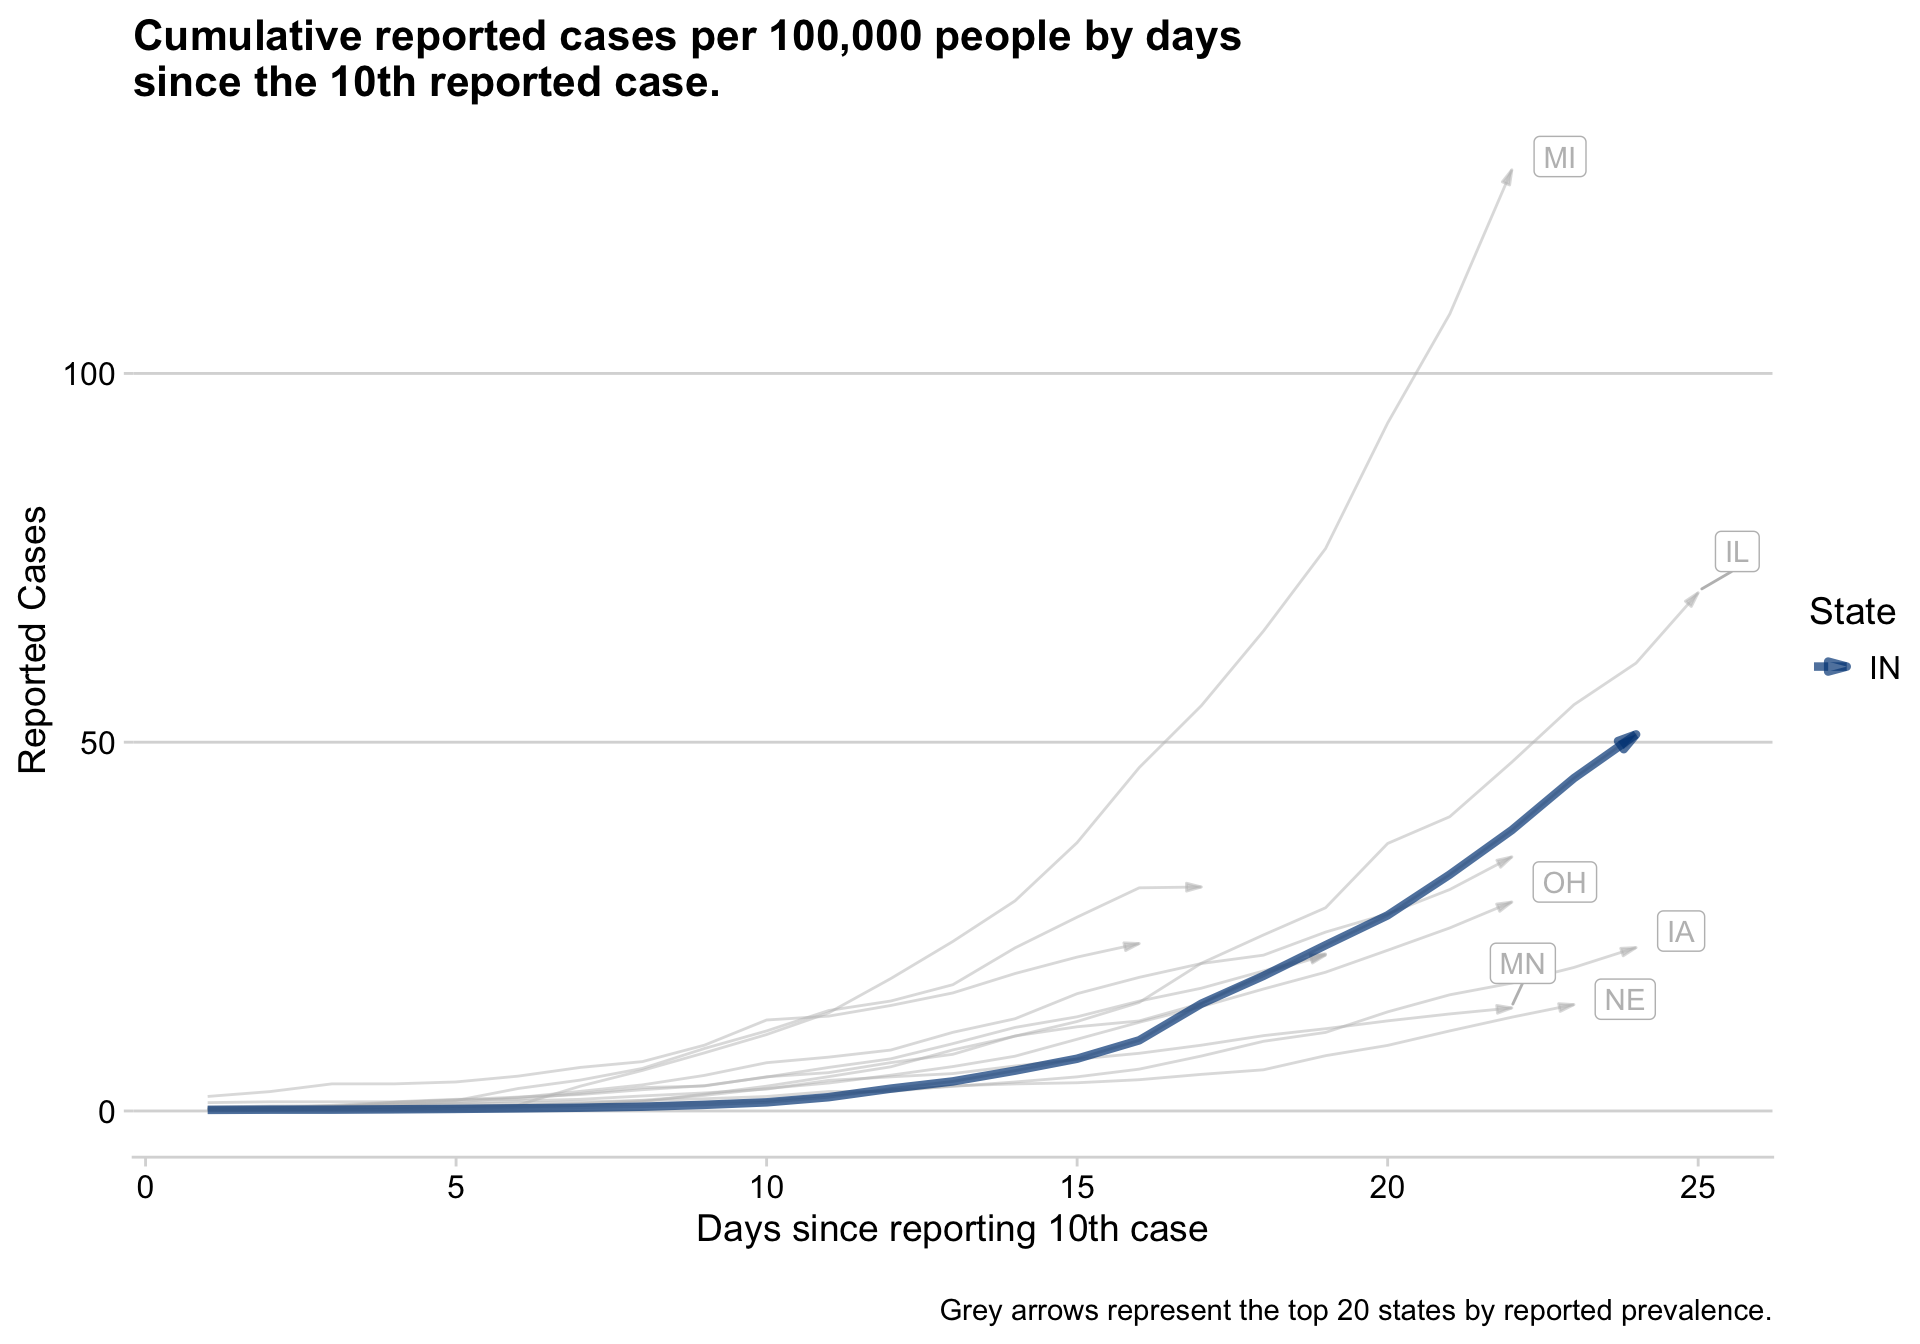 Cumulative reported cases per 100,000 people by days
since the 10th reported case.
MI
100
IL
Reported Cases
State
IN
50
OH
IA
MN
NE
0
0 5 10 15 20 25
Days since reporting 10th case
Grey arrows represent the top 20 states by reported prevalence.